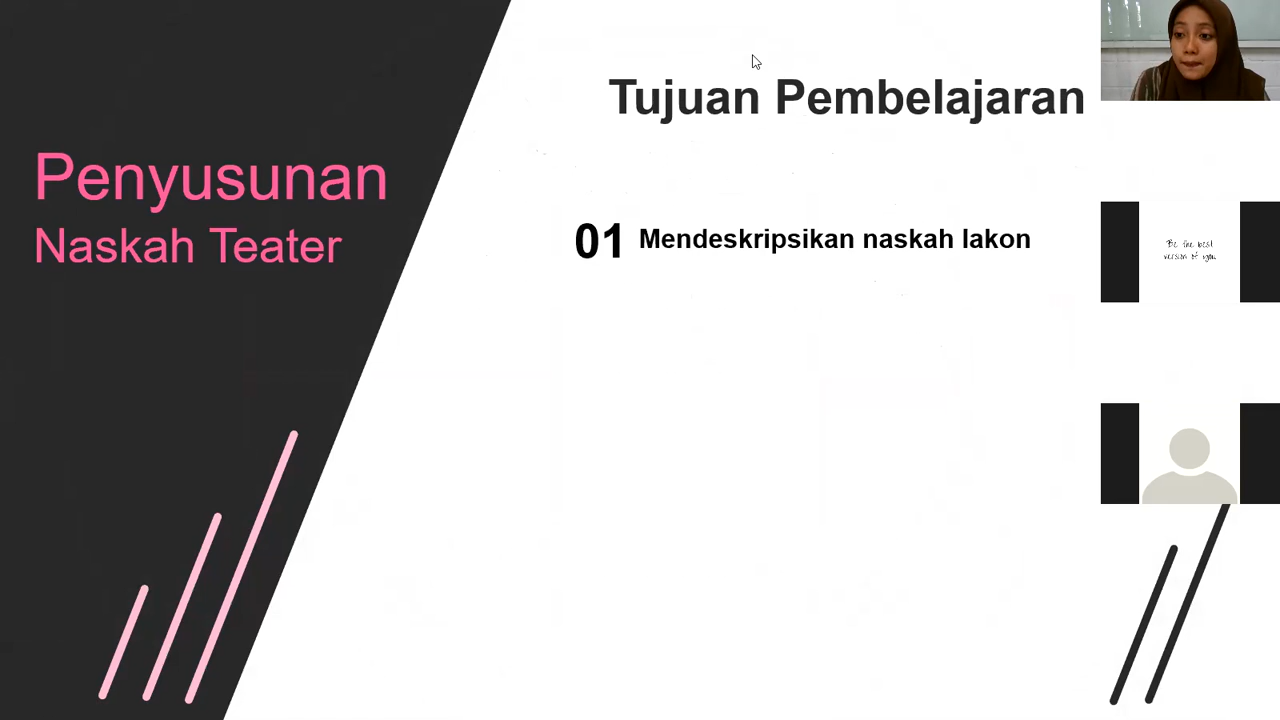 Penyusunan
Naskah Teater
Tujuan Pembelajaran
01 Mendeskripsikan naskah lakon
Be the best
version of you